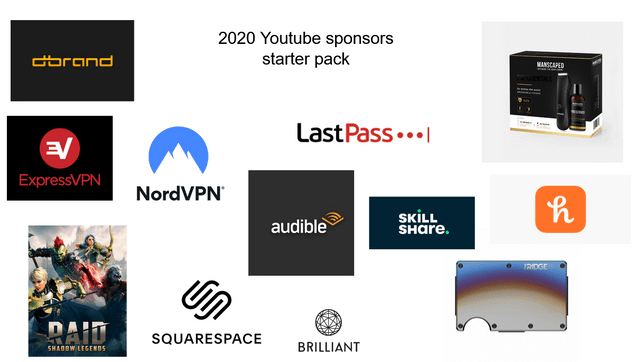 2020 Youtube sponsors
starter pack
dbrand
MANSCAPED
LastPass
ExpressVPN
NordVPN®
audible
SKILL
SHARE.
h
THE RIDGE
RAID
SHADOW LEGENDS
SQUARESPACE
BRILLIANT